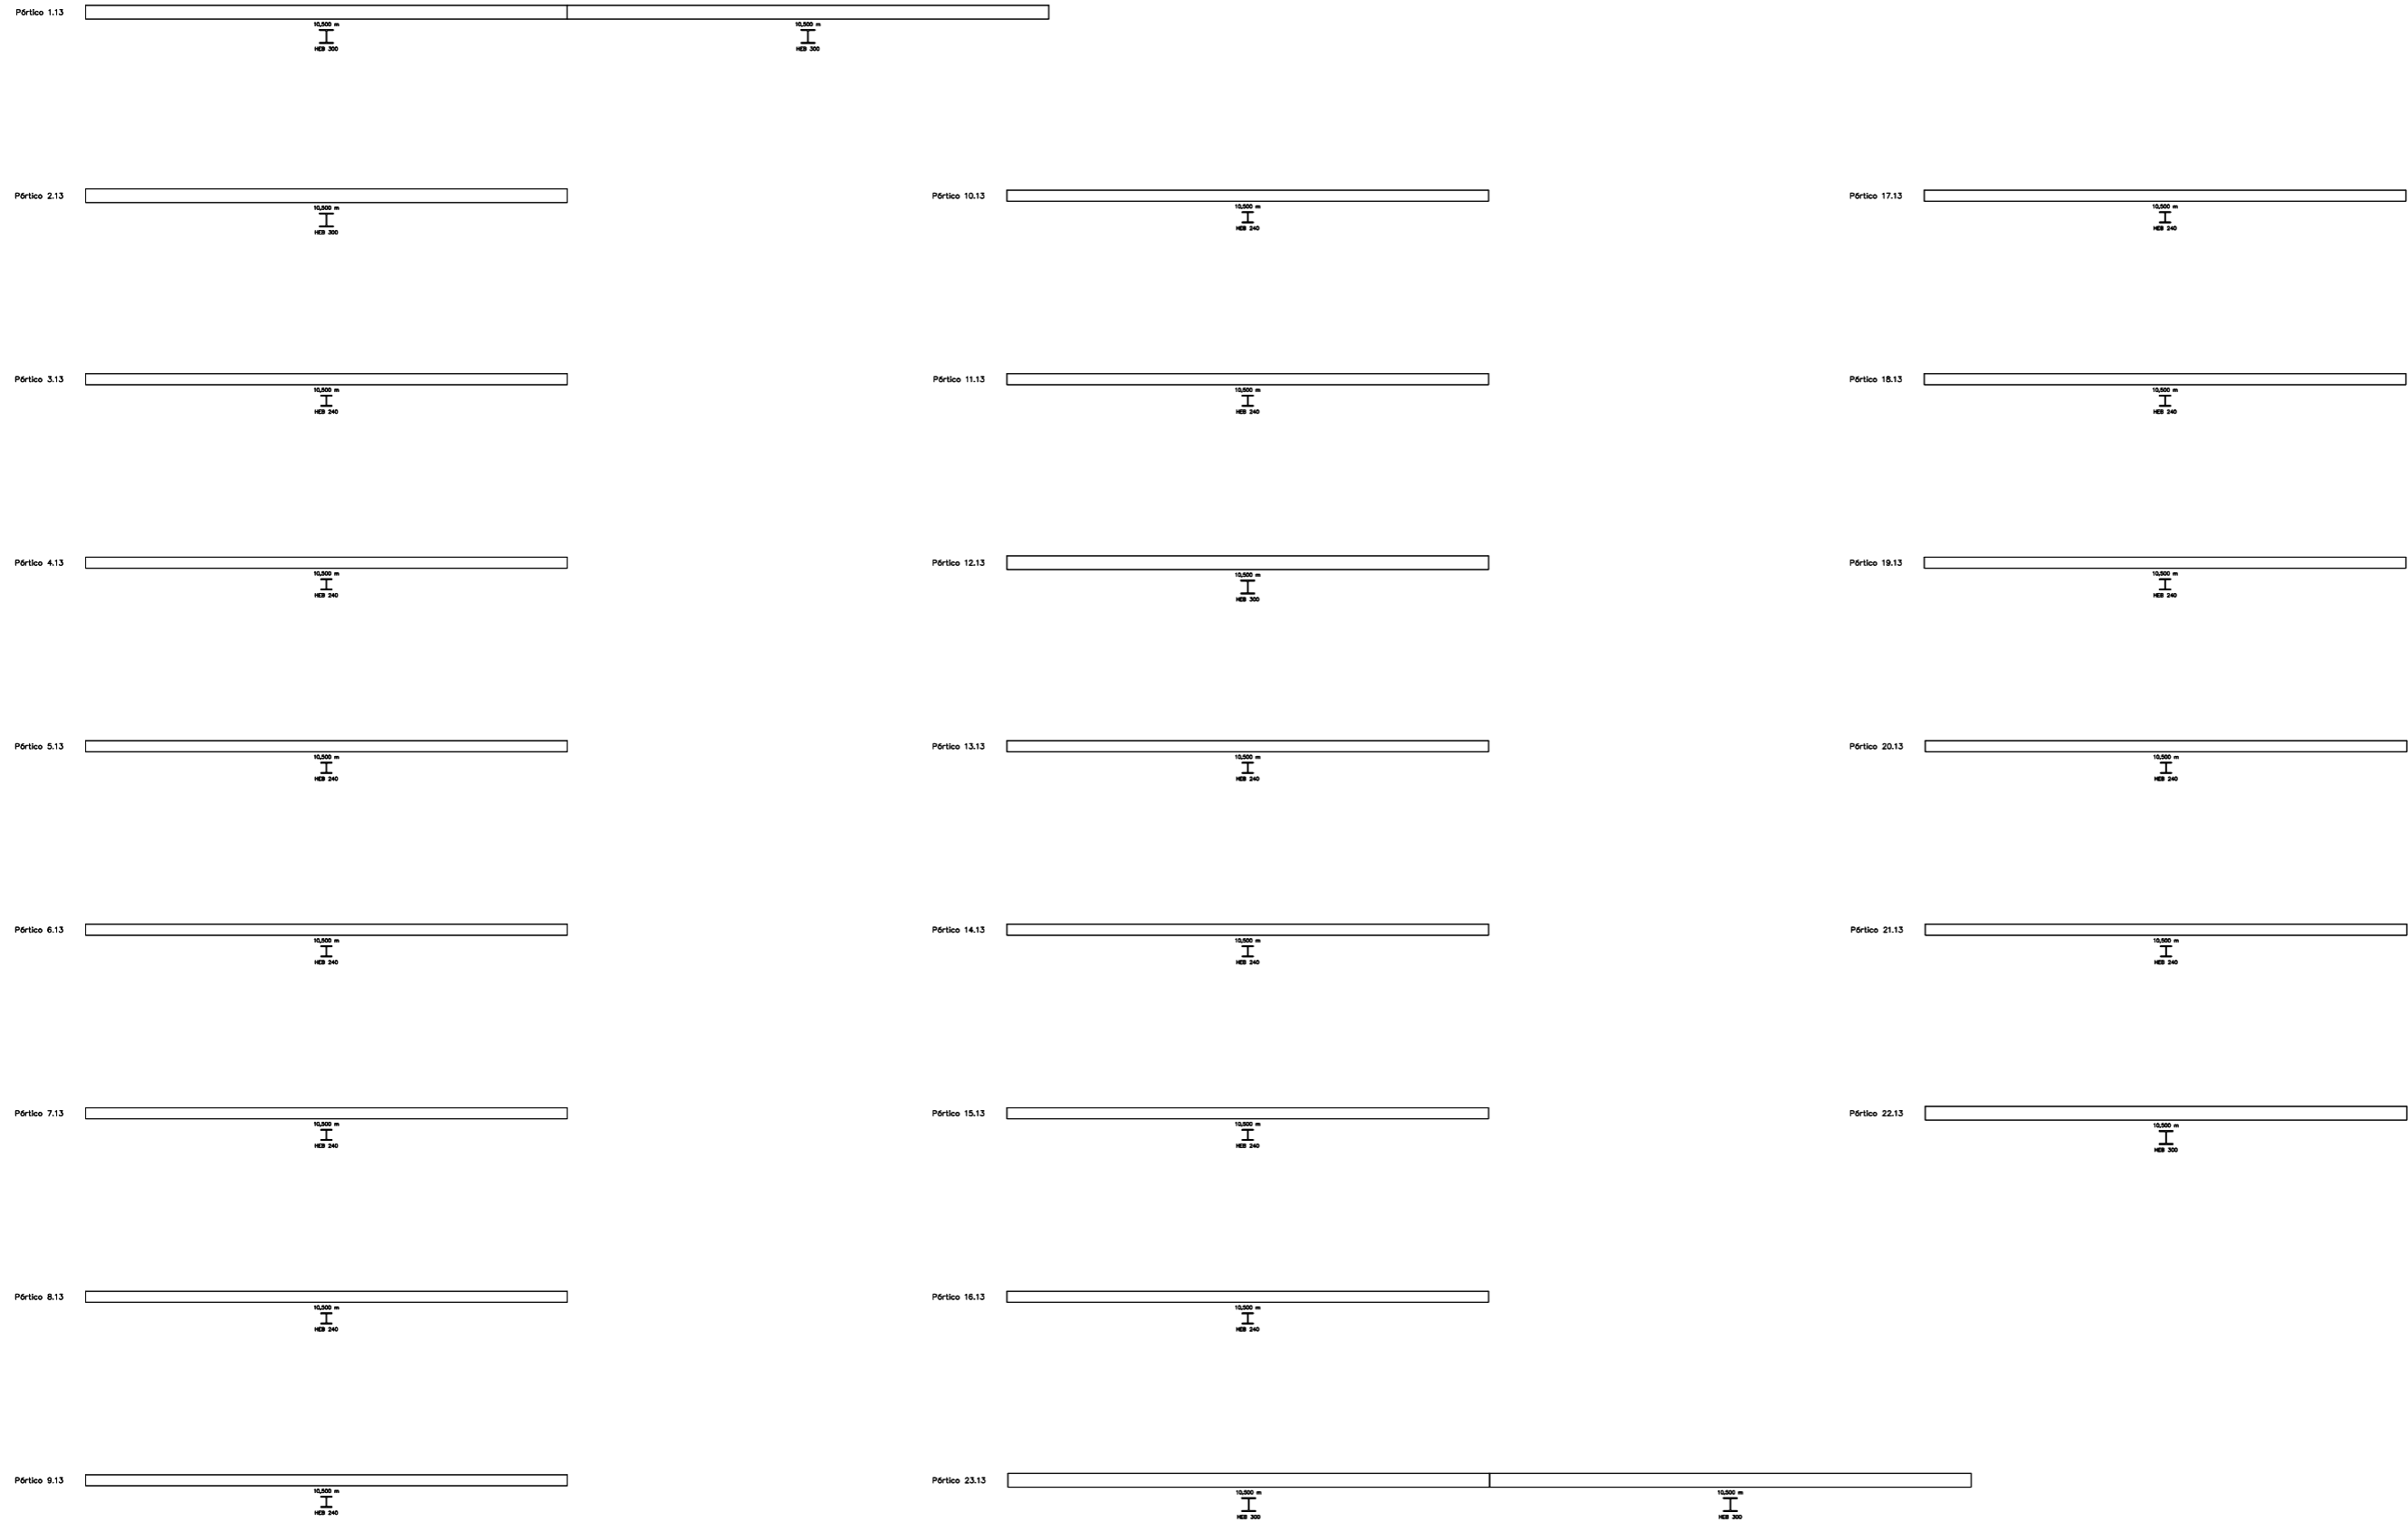 Pórtico 1.13
10,500 m
HEB 300
10,500 m
HEB 300
Pórtico 2.13
10,500 m
HEB 300
Pórtico 10.13
10,500 m
HEB 240
Pórtico 17.13
10,500 m
HEB 240
Pórtico 3.13
10,500 m
HEB 240
Pórtico 11.13
10,500 m
HEB 240
Pórtico 18.13
10,500 m
HEB 240
Pórtico 4.13
10,500 m
HEB 240
Pórtico 12.13
10,500 m
HEB 300
Pórtico 19.13
10,500 m
HEB 240
Pórtico 5.13
10,500 m
HEB 240
Pórtico 13.13
10,500 m
HEB 240
Pórtico 20.13
10,500 m
HEB 240
Pórtico 6.13
10,500 m
HEB 240
Pórtico 14.13
10,500 m
HEB 240
Pórtico 21.13
10,500 m
HEB 240
Pórtico 7.13
10,500 m
HEB 240
Pórtico 15.13
10,500 m
HEB 240
Pórtico 22.13
10,500 m
HEB 300
Pórtico 8.13
10,500 m
HEB 240
Pórtico 16.13
10,500 m
HEB 240
Pórtico 9.13
10,500 m
HEB 240
Pórtico 23.13
10,500 m
HEB 300
10,500 m
HEB 300